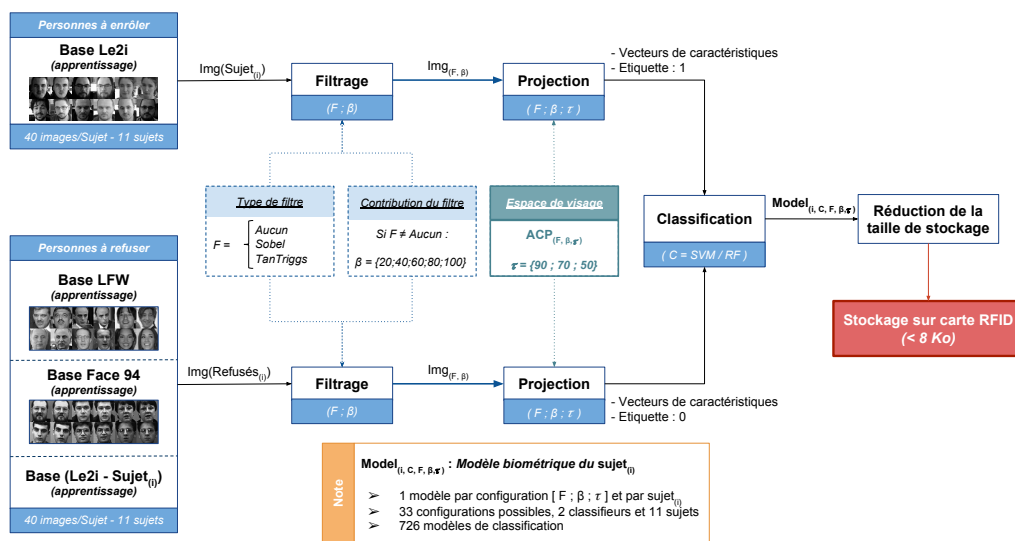 Personnes à enrôler
Base Le2i
(apprentissage)
40 images/Sujet - 11 sujets
Img(Sujet(i))
Filtrage
(F ; β)
Img(F, β)
Projection
( F ; β ; τ )
- Vecteurs de caractéristiques
- Etiquette : 1
Type de filtre
F =
Aucun
Sobel
TanTriggs
Contribution du filtre
Si F ≠ Aucun :
β = {20;40;60;80;100}
Espace de visage
ACP(F, β,τ)
τ = {90 ; 70 ; 50}
Classification
( C = SVM / RF )
Model(i, C, F, β,τ)
Réduction de la
taille de stockage
Stockage sur carte RFID
(< 8 Ko)
Personnes à refuser
Base LFW
(apprentissage)
Base Face 94
(apprentissage)
Base (Le2i - Sujet(i))
(apprentissage)
40 images/Sujet - 11 sujets
Img(Refusés(i))
Filtrage
(F ; β)
Img(F, β)
Projection
( F ; β ; τ )
- Vecteurs de caractéristiques
- Etiquette : 0
Note
Model(i, C, F, β,τ) : Modèle biométrique du sujet(i)
➢ 1 modèle par configuration [ F ; β ; τ ] et par sujet(i)
➢ 33 configurations possibles, 2 classifieurs et 11 sujets
➢ 726 modèles de classification